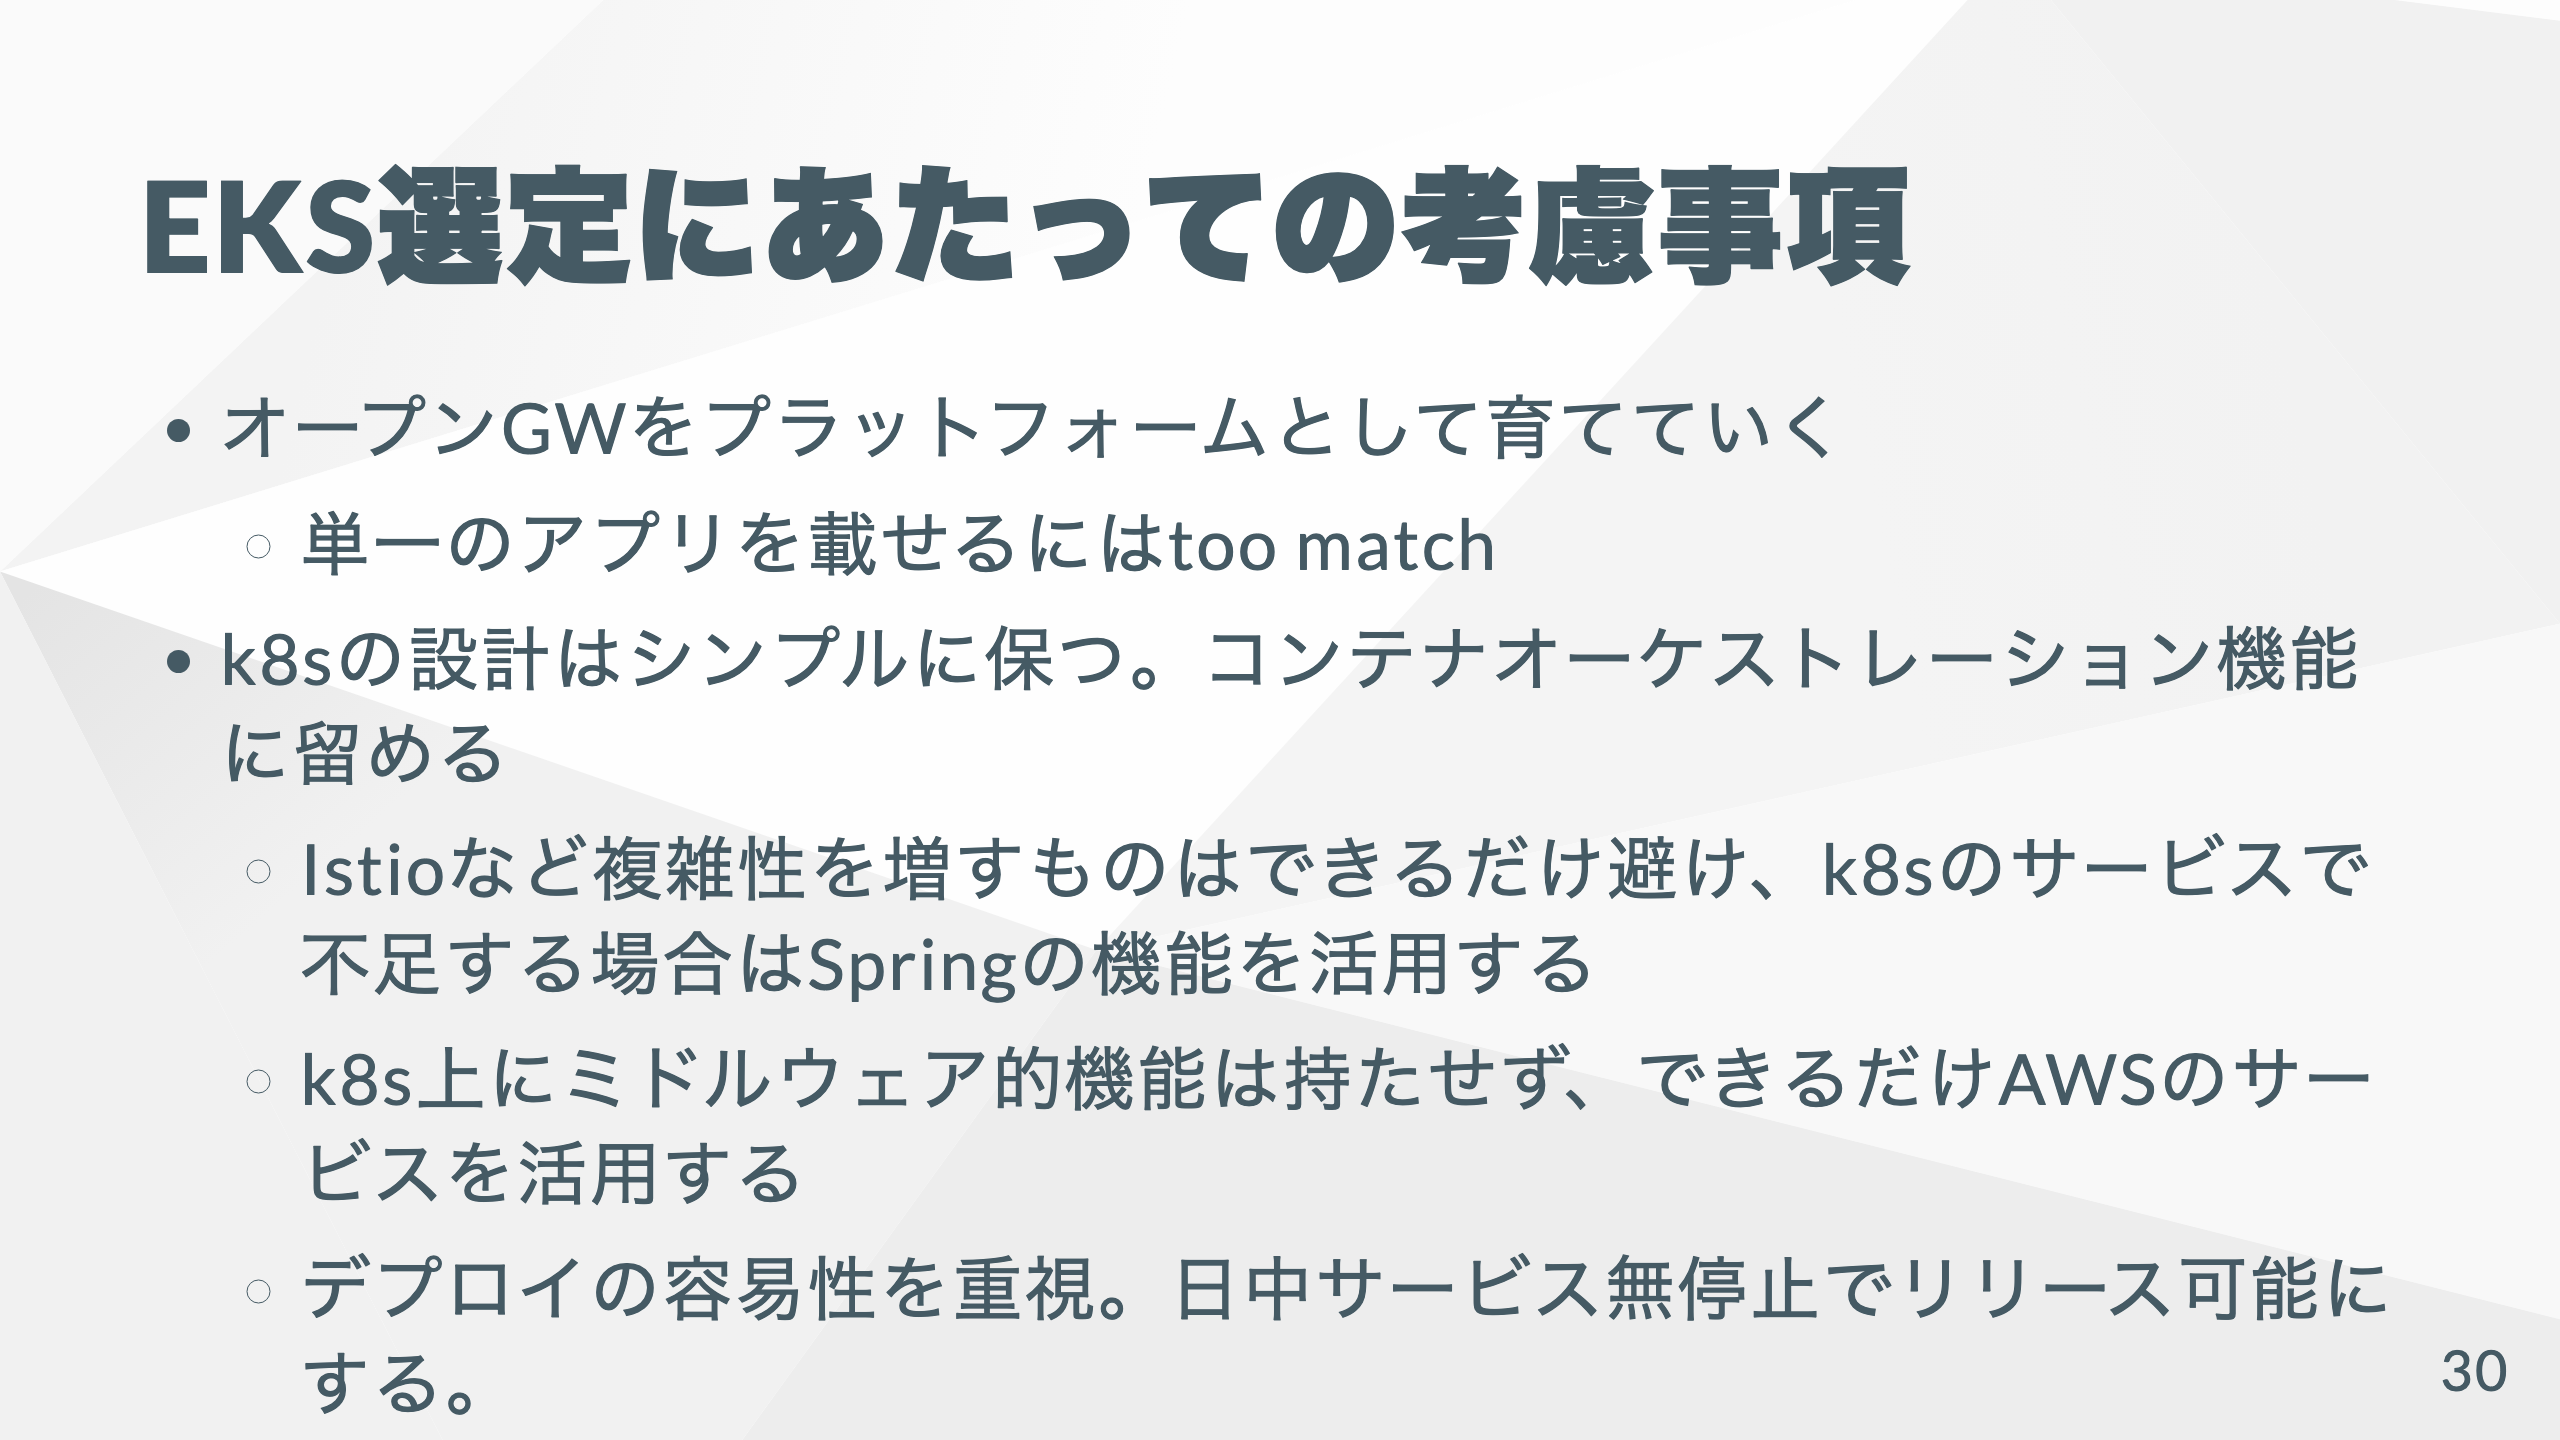 EKS選定にあたっての考慮事項
• オープンGWをプラットフォームとして育てていく
○ 単一のアプリを載せるにはtoo match
• k8sの設計はシンプルに保つ。コンテナオーケストレーション機能
に留める
○ Istioなど複雑性を増すものはできるだけ避け、k8sのサービスで
不足する場合はSpringの機能を活用する
○ k8s上にミドルウェア的機能は持たせず、できるだけAWSのサー
ビスを活用する
○ デプロイの容易性を重視。日中サービス無停止でリリース可能に
する。
30